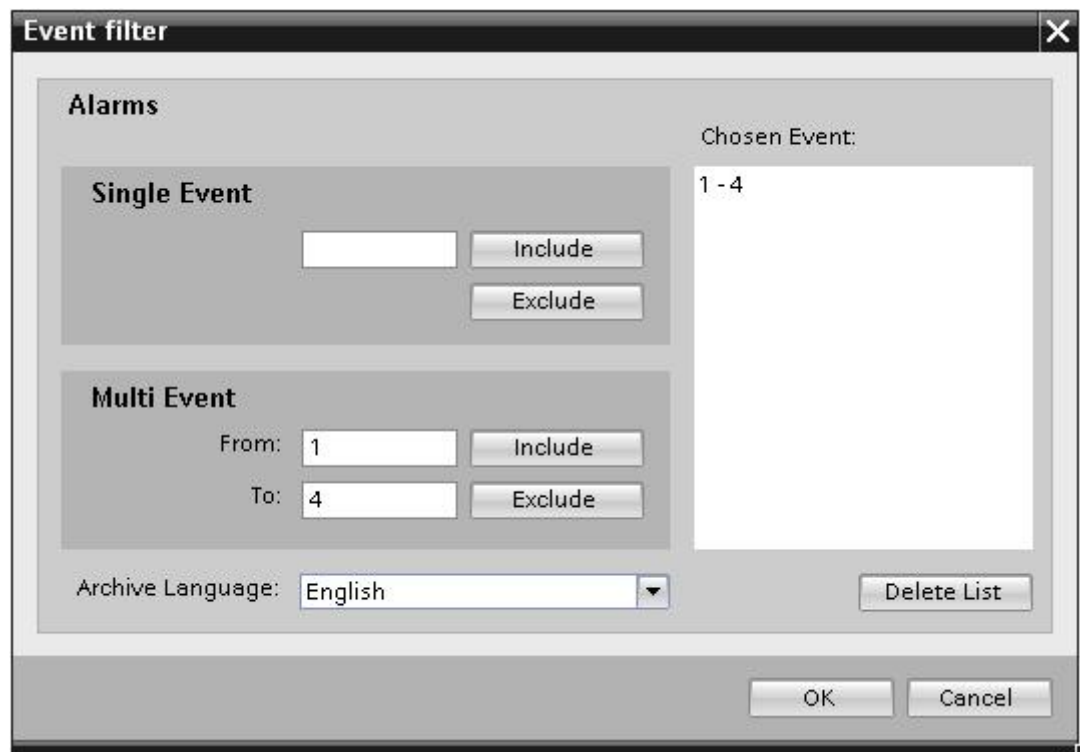 Event filter
Alarms
Chosen Event:
1 - 4
Single Event
Include
Exclude
Multi Event
From: 1 Include
To: 4 Exclude
Archive Language: English
Delete List
OK Cancel